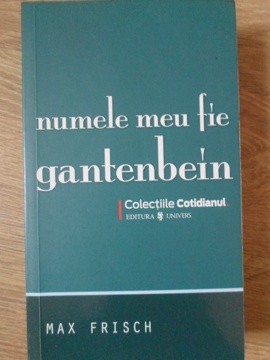 numele meu fie
gantenbein
Colecțiile Cotidianul
EDITURA UNIVERS
MAX FRISCH